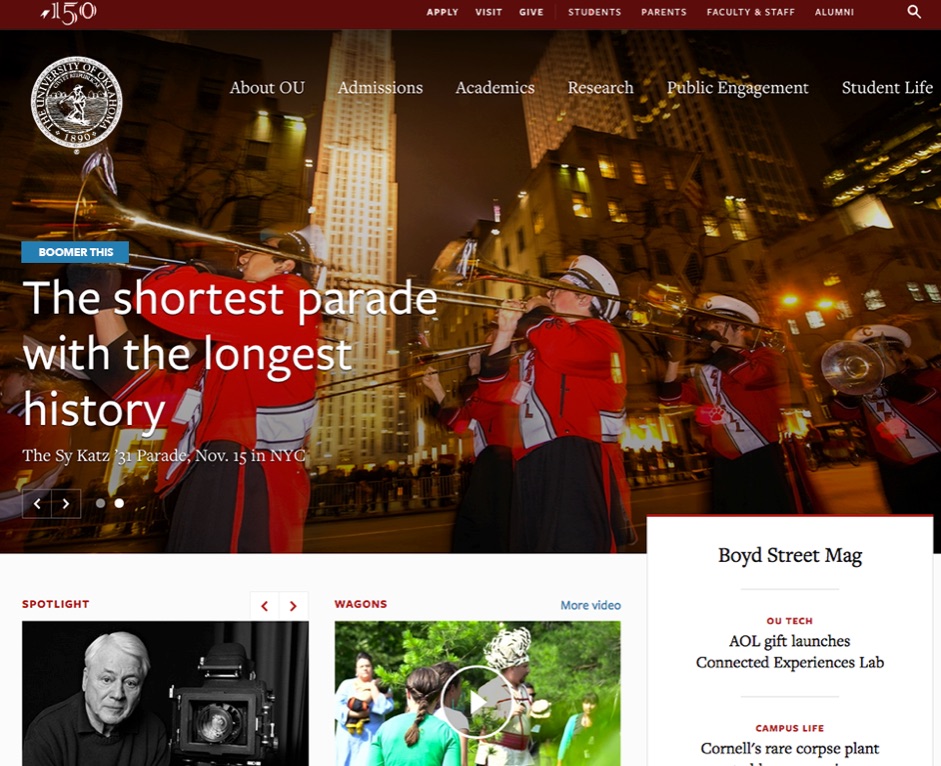 150
APPLY VISIT GIVE STUDENTS PARENTS FACULTY & STAFF ALUMNI
THE UNIVERSITY OF OKLAHOMA
CIVI ET REIPUBLICAE
1890
About OU Admissions Academics Research Public Engagement Student Life
BOOMER THIS
The shortest parade
with the longest
history
The Sy Katz ’31 Parade, Nov. 15 in NYC
Boyd Street Mag
SPOTLIGHT
WAGONS More video
OU TECH
AOL gift launches
Connected Experiences Lab
CAMPUS LIFE
Cornell's rare corpse plant